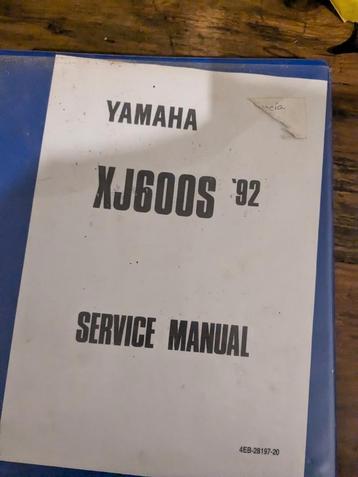 YAMAHA
XJ600S '92
SERVICE MANUAL
4EB-28197-20